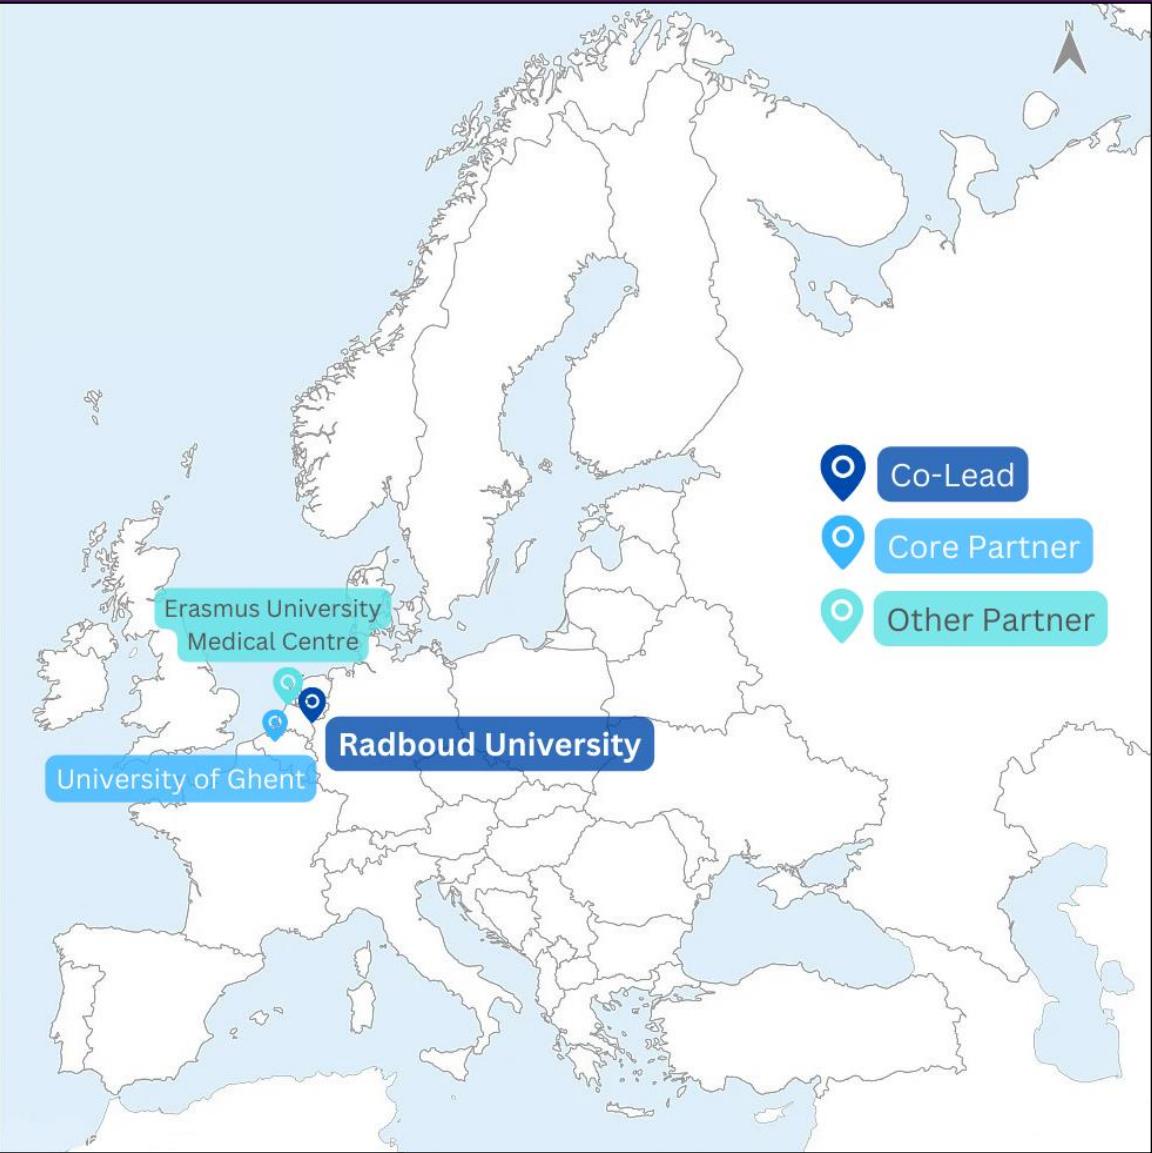 N
Co-Lead
Core Partner
Other Partner
Erasmus University
Medical Centre
Radboud University
University of Ghent